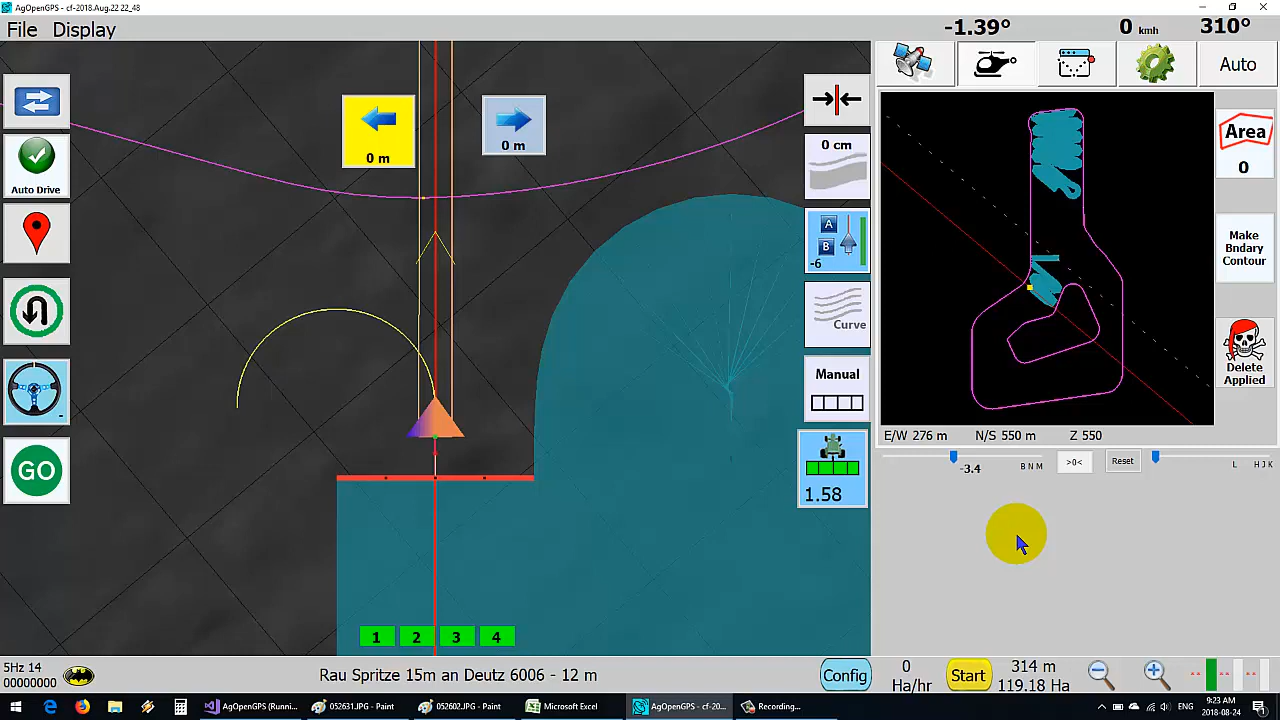 AgOpenGPS - cf-2018.Aug.22 22_48
File Display
-1.39° 0 kmh 310°
Auto
0 m
0 m
0 cm
Area
0
Auto Drive
A
B
-6
Make
Bndary
Contour
Curve
Delete
Applied
Manual
E/W 276 m N/S 550 m Z 550
-3.4 B N M >0< Reset L H J K
GO
1.58
1 2 3 4
5Hz 14
00000000
Rau Spritze 15m an Deutz 6006 - 12 m
Config
0
Ha/hr
Start
314 m
119.18 Ha
AgOpenGPS (Runni...
052631.JPG - Paint
052602.JPG - Paint
Microsoft Excel
AgOpenGPS - cf-20...
Recording...
9:23 AM
2018-08-24